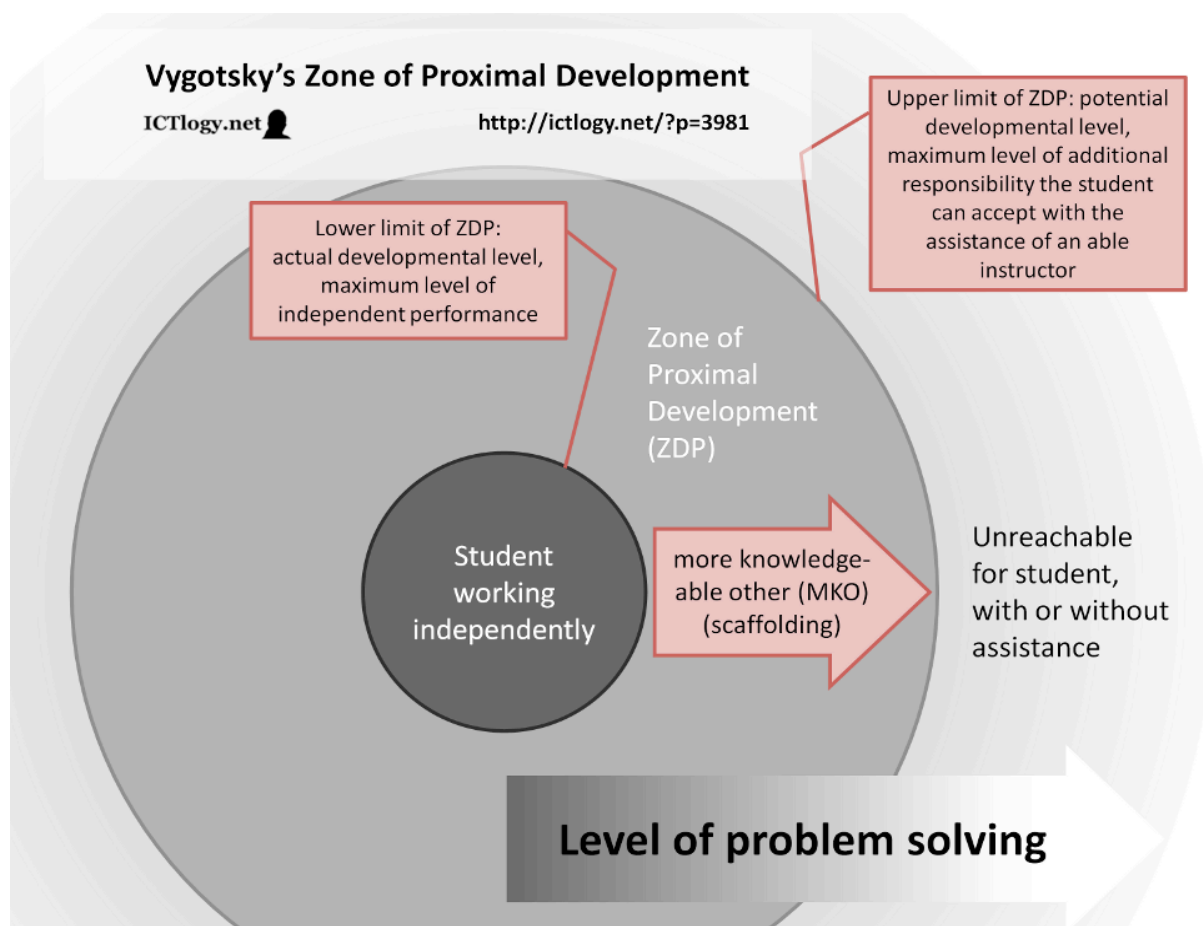 Vygotsky's Zone of Proximal Development
ICTlogy.net
http://ictlogy.net/?p=3981
Upper limit of ZDP: potential
developmental level,
maximum level of additional
responsibility the student
can accept with the
assistance of an able
instructor
Lower limit of ZDP:
actual developmental level,
maximum level of
independent performance
Zone of
Proximal
Development
(ZDP)
Student
working
independently
more knowledge-
able other (MKO)
(scaffolding)
Unreachable
for student,
with or without
assistance
Level of problem solving